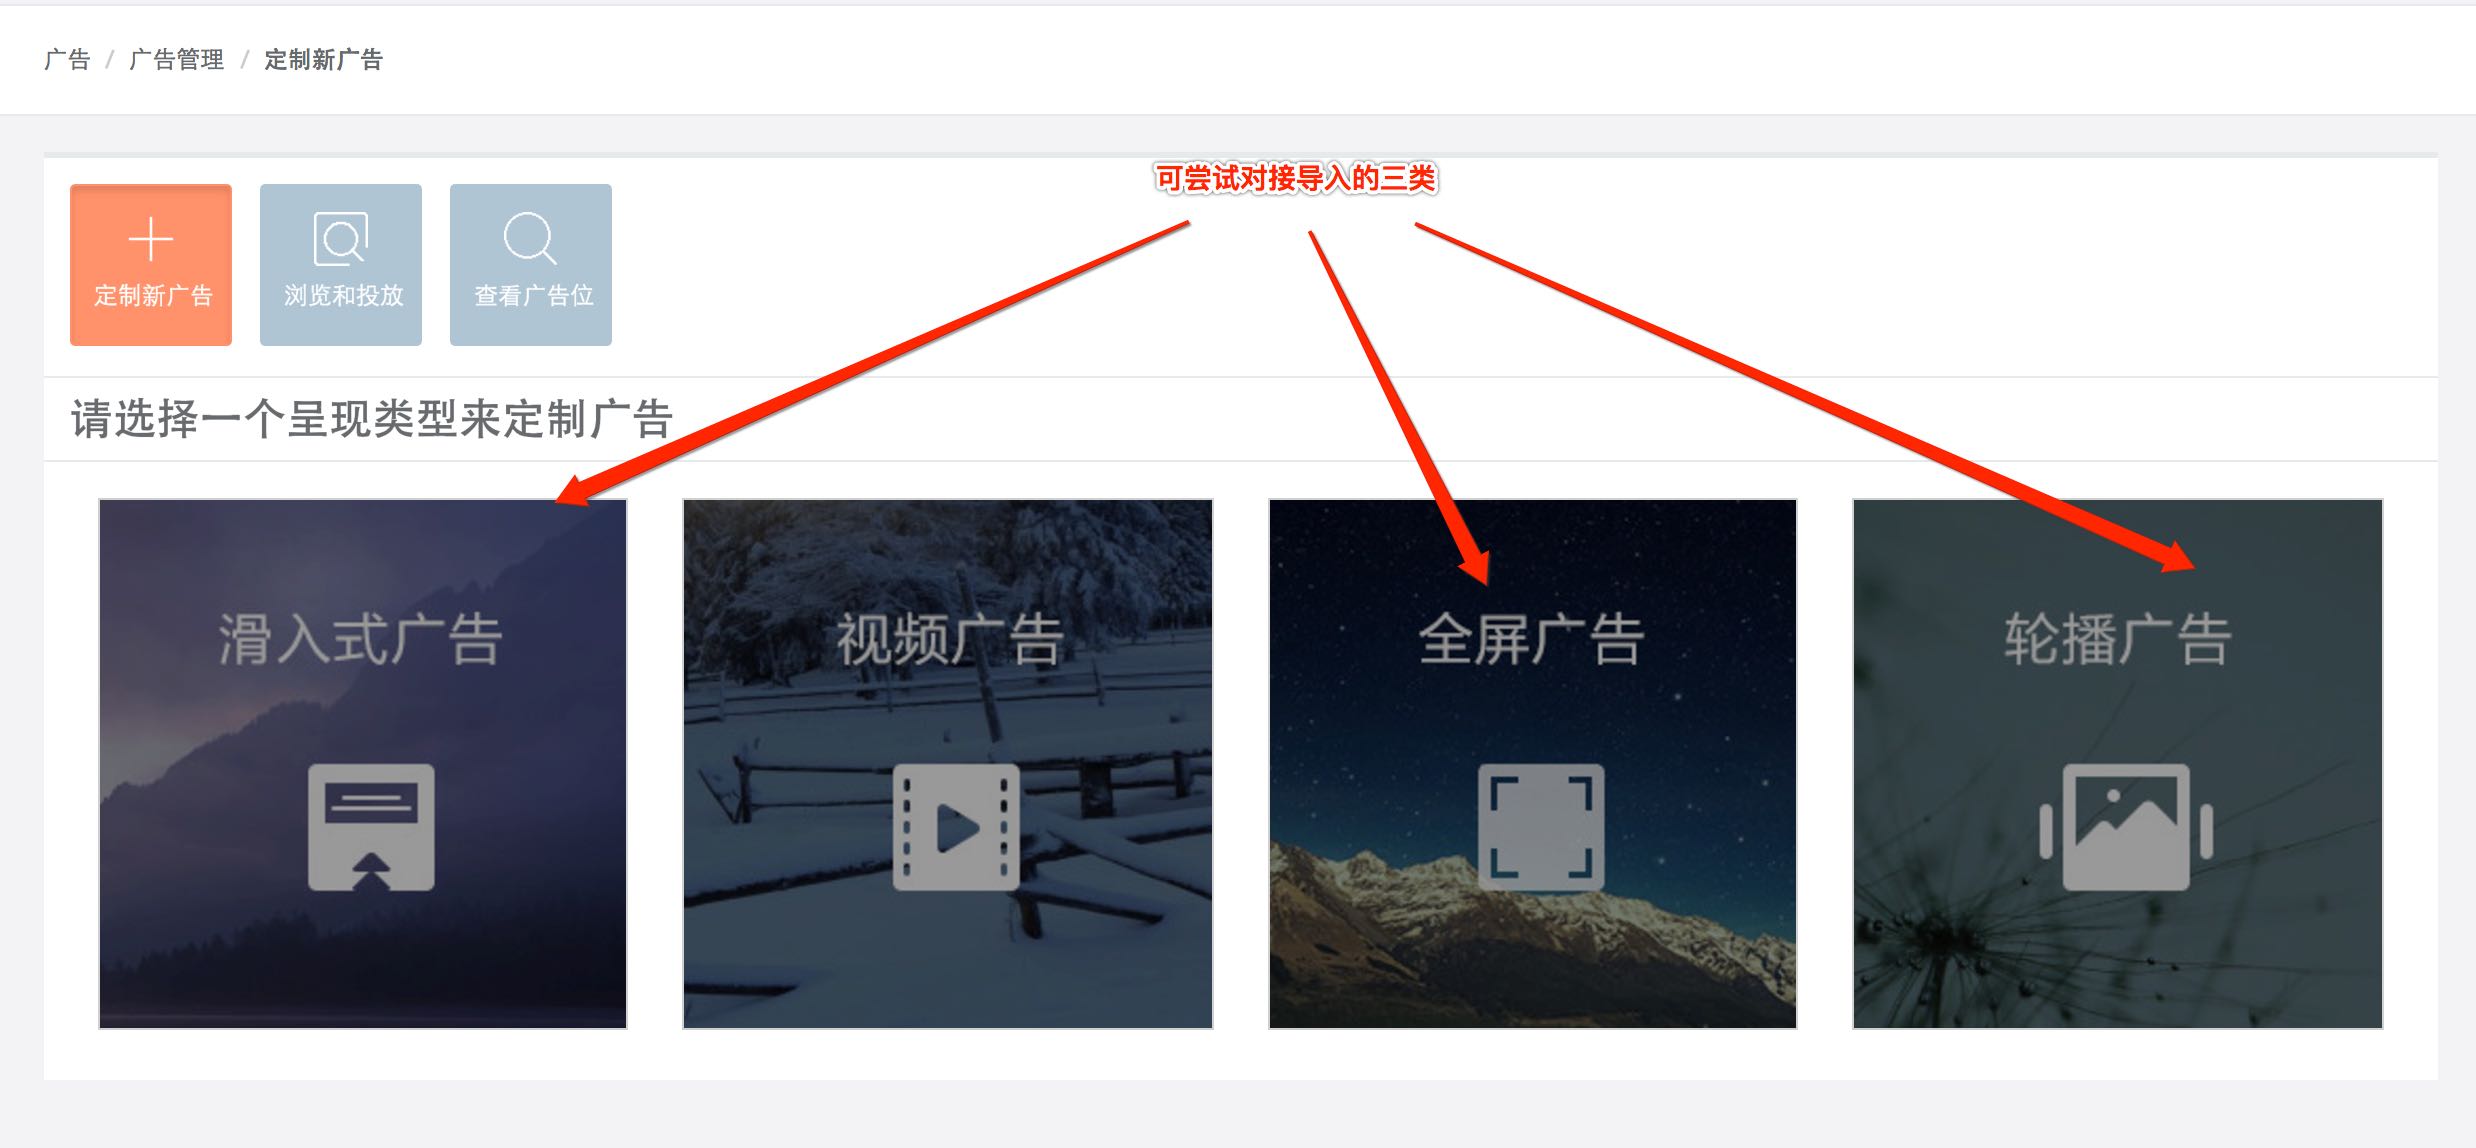 广告 / 广告管理 / 定制新广告
可尝试对接导入的三类
定制新广告
浏览和投放
查看广告位
请选择一个呈现类型来定制广告
滑入式广告
视频广告
全屏广告
轮播广告